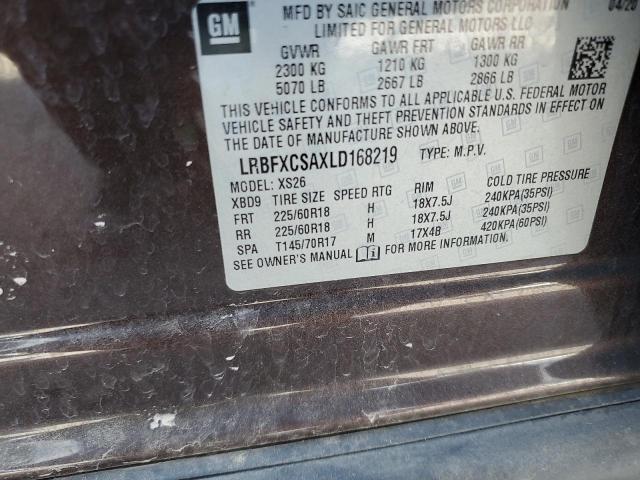 GM
MFD BY SAIC GENERAL MOTORS CORPORATION 04/20
LIMITED FOR GENERAL MOTORS LLC
GVWR GAWR FRT GAWR RR
2300 KG 1210 KG 1300 KG
5070 LB 2667 LB 2866 LB
THIS VEHICLE CONFORMS TO ALL APPLICABLE U.S. FEDERAL MOTOR
VEHICLE SAFETY AND THEFT PREVENTION STANDARDS IN EFFECT ON
THE DATE OF MANUFACTURE SHOWN ABOVE.
LRBFXCSAXLD168219 TYPE: M.P.V.
MODEL: XS26
XBD9 TIRE SIZE SPEED RTG RIM COLD TIRE PRESSURE
FRT 225/60R18 H 18X7.5J 240KPA(35PSI)
RR 225/60R18 H 18X7.5J 240KPA(35PSI)
SPA T145/70R17 M 17X4B 420KPA(60PSI)
SEE OWNER'S MANUAL FOR MORE INFORMATION.